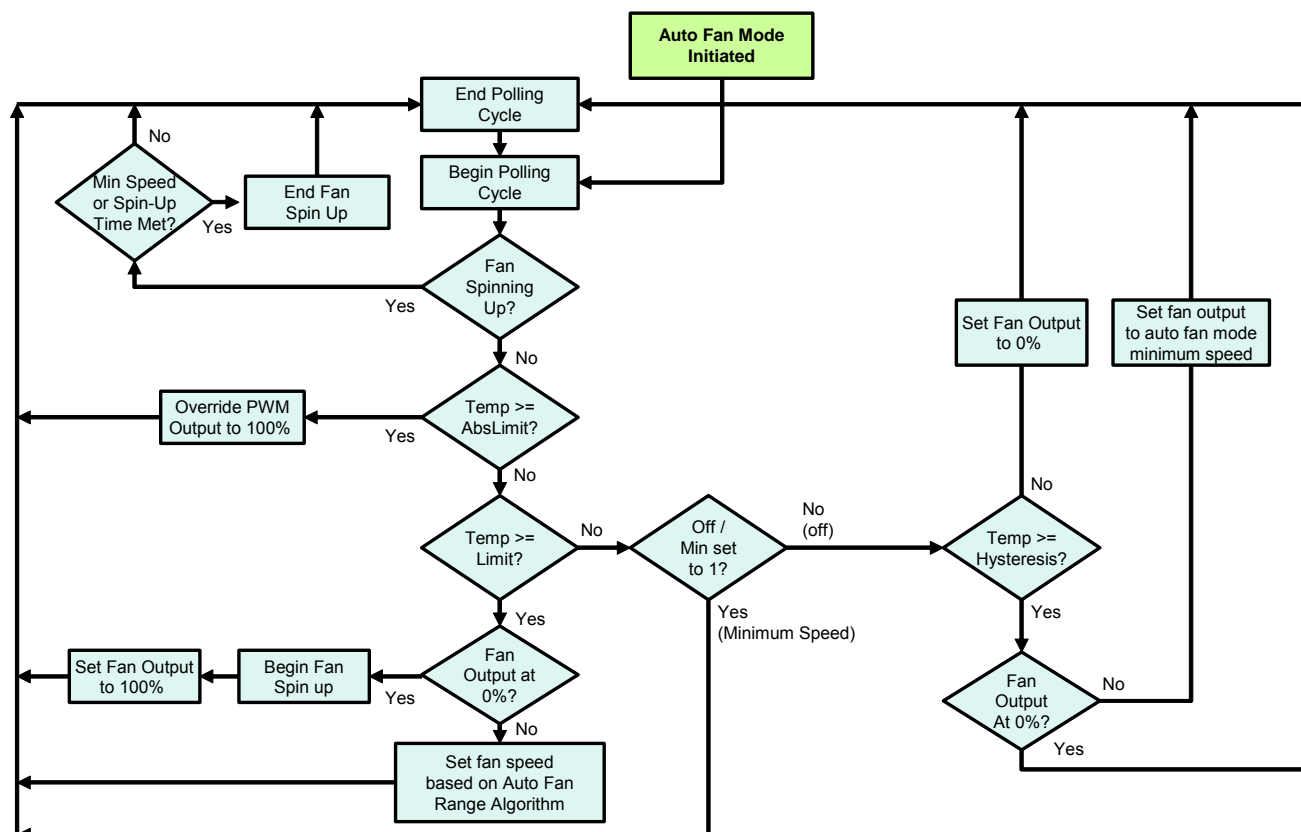 Auto Fan Mode
Initiated
End Polling
Cycle
Begin Polling
Cycle
No
Min Speed
or Spin-Up
Time Met?
Yes
End Fan
Spin Up
Fan
Spinning
Up?
Yes
No
Set Fan Output
to 0%
Set fan output
to auto fan mode
minimum speed
Override PWM
Output to 100%
Temp >=
AbsLimit?
Yes
No
Temp >=
Limit?
No
Off /
Min set
to 1?
No
(off)
No
Temp >=
Hysteresis?
Yes
Yes
(Minimum Speed)
Yes
Set Fan Output
to 100%
Begin Fan
Spin up
Yes
Fan
Output at
0%?
No
Fan
Output
At 0%?
No
Yes
Set fan speed
based on Auto Fan
Range Algorithm